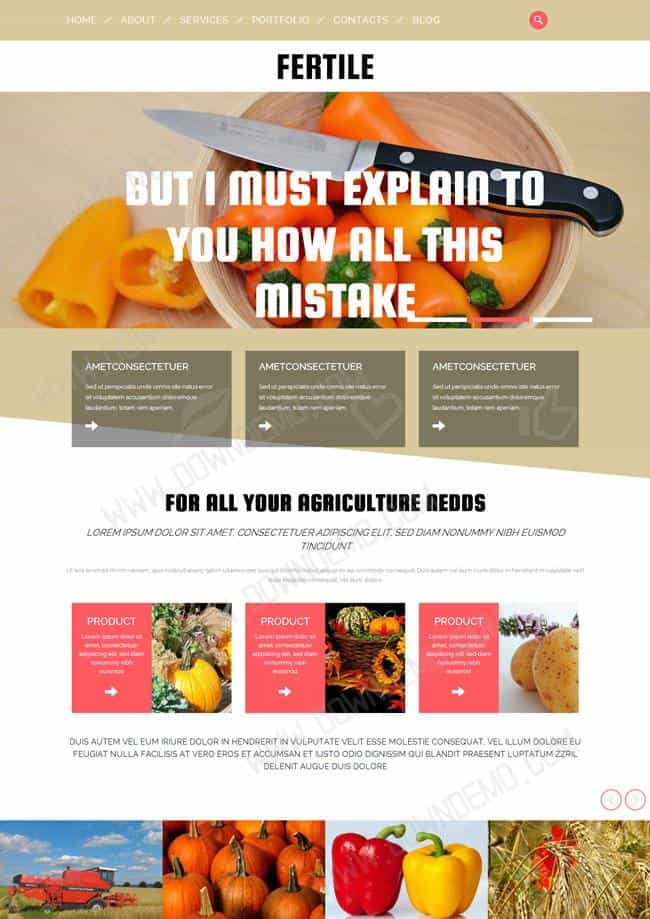 HOME / ABOUT / SERVICES / PORTFOLIO / CONTACTS / BLOG
FERTILE
BUT I MUST EXPLAIN TO
YOU HOW ALL THIS
MISTAKE
AMETCONSECTETUER
Sed ut perspiciatis unde omnis iste natus error
sit voluptatem accusantium doloremque
laudantium, totam rem aperiam.
AMETCONSECTETUER
Sed ut perspiciatis unde omnis iste natus error
sit voluptatem accusantium doloremque
laudantium, totam rem aperiam.
AMETCONSECTETUER
Sed ut perspiciatis unde omnis iste natus error
sit voluptatem accusantium doloremque
laudantium, totam rem aperiam.
FOR ALL YOUR AGRICULTURE NEDDS
LOREM IPSUM DOLOR SIT AMET, CONSECTETUER ADIPISCING ELIT, SED DIAM NONUMMY NIBH EUISMOD
TINCIDUNT
PRODUCT
Lorem ipsum dolor sit
amet, consectetuer
adipiscing elit, sed diam
nonummy nibh
euismod
PRODUCT
Lorem ipsum dolor sit
amet, consectetuer
adipiscing elit, sed diam
nonummy nibh
euismod
PRODUCT
Lorem ipsum dolor sit
amet, consectetuer
adipiscing elit, sed diam
nonummy nibh
euismod
DUIS AUTEM VEL EUM IRIURE DOLOR IN HENDRERIT IN VULPUTATE VELIT ESSE MOLESTIE CONSEQUAT, VEL ILLUM DOLORE EU
FEUGIAT NULLA FACILISIS AT VERO EROS ET ACCUMSAN ET IUSTO ODIO DIGNISSIM QUI BLANDIT PRAESENT LUPTATUM ZZRIL
DELENIT AUGUE DUIS DOLORE
WWW.DOWNDEMO.COM